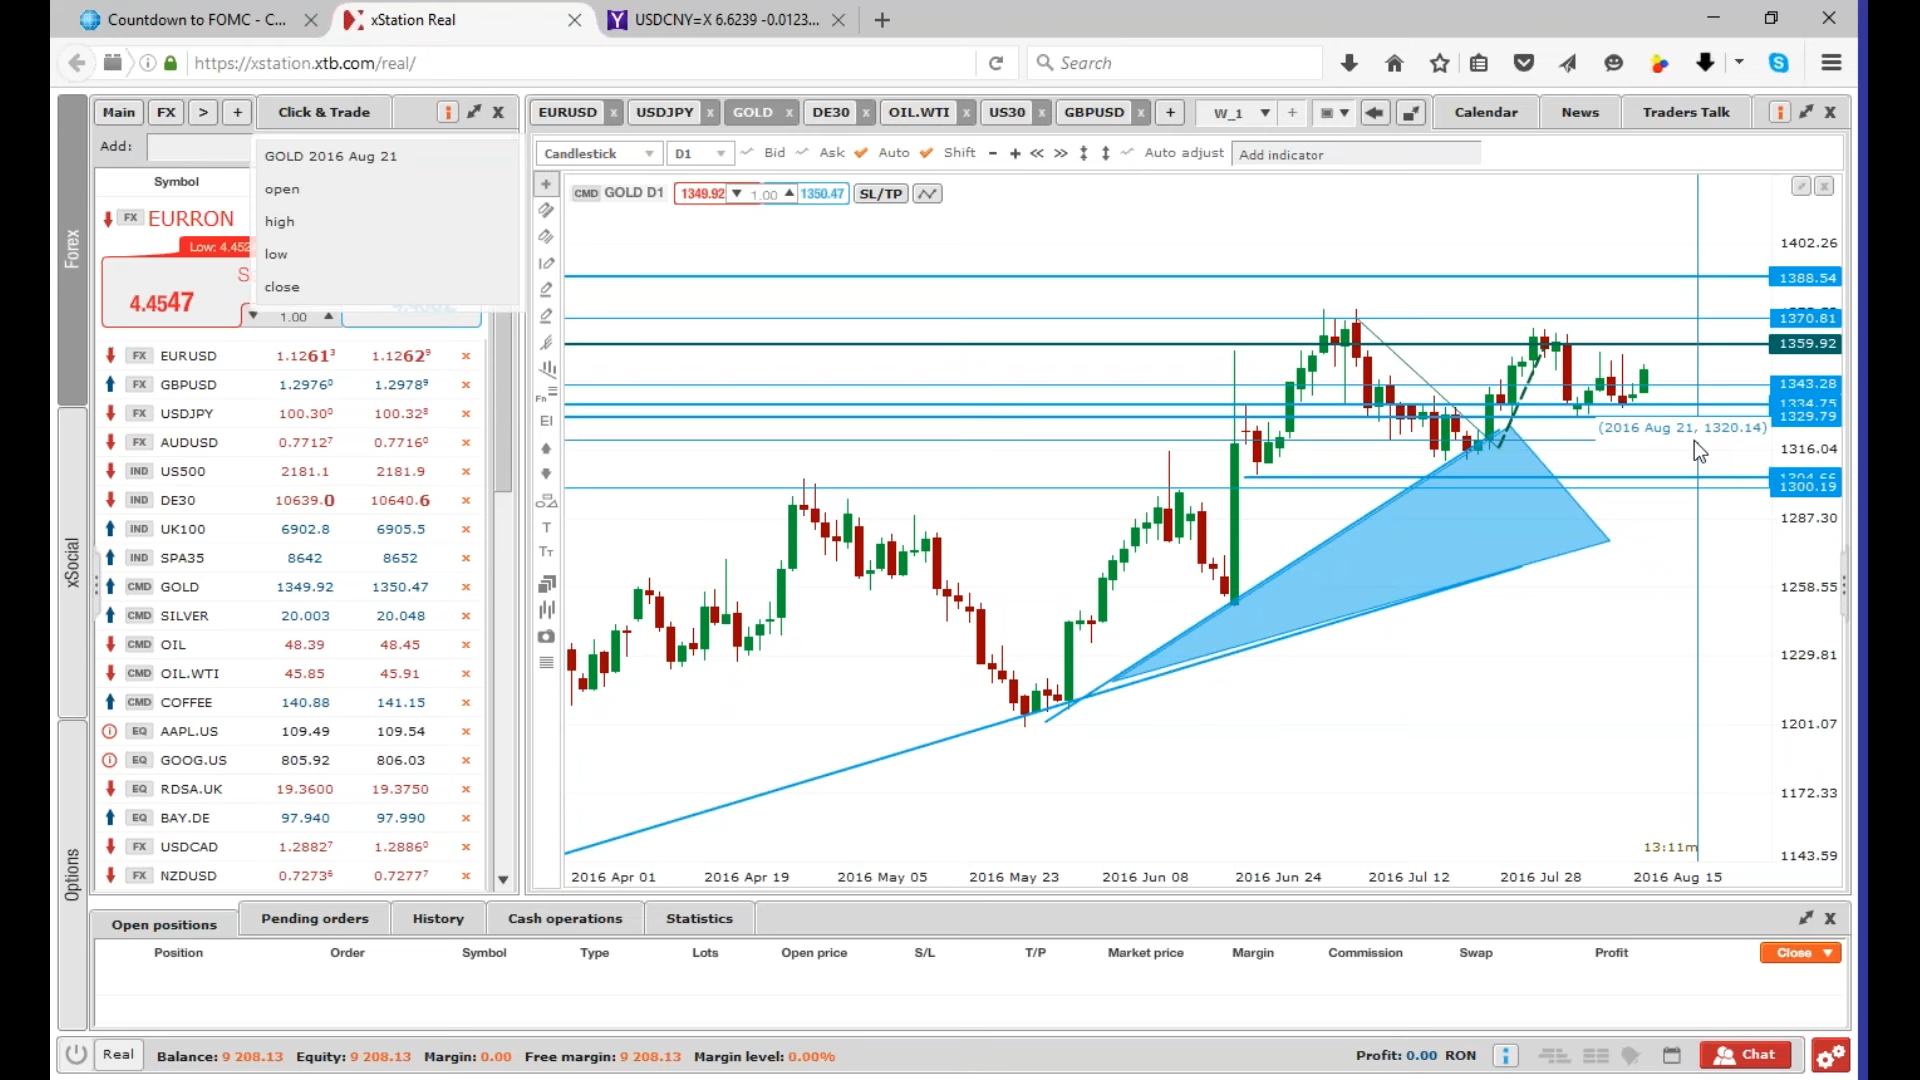 Countdown to FOMC - C...
xStation Real
USDCNY=X 6.6239 -0.0123...
https://xstation.xtb.com/real/
Search
Main FX > + Click & Trade
EURUSD x USDJPY x GOLD x DE30 x OIL.WTI x US30 x GBPUSD x + W_1
Calendar News Traders Talk
Add:
Candlestick D1 Bid Ask Auto Shift Auto adjust Add indicator
GOLD 2016 Aug 21
open
high
low
close
Symbol
FX EURRON
Low: 4.452
S
4.4547
1.00
CMD GOLD D1 1349.92 1.00 1350.47 SL/TP
FX EURUSD 1.12613 1.12629 x
FX GBPUSD 1.29760 1.29789 x
FX USDJPY 100.300 100.328 x
FX AUDUSD 0.77127 0.77160 x
IND US500 2181.1 2181.9 x
IND DE30 10639.0 10640.6 x
IND UK100 6902.8 6905.5 x
IND SPA35 8642 8652 x
CMD GOLD 1349.92 1350.47 x
CMD SILVER 20.003 20.048 x
CMD OIL 48.39 48.45 x
CMD OIL.WTI 45.85 45.91 x
CMD COFFEE 140.88 141.15 x
EQ AAPL.US 109.49 109.54 x
EQ GOOG.US 805.92 806.03 x
EQ RDSA.UK 19.3600 19.3750 x
EQ BAY.DE 97.940 97.990 x
FX USDCAD 1.28827 1.28860 x
FX NZDUSD 0.72736 0.72777 x
Forex
xSocial
Options
Fn
EI
T
TT
1402.26
1388.54
1370.81
1359.92
1343.28
1334.75
1329.79
(2016 Aug 21, 1320.14)
1316.04
1304.66
1300.19
1287.30
1258.55
1229.81
1201.07
1172.33
13:11m
1143.59
2016 Apr 01 2016 Apr 19 2016 May 05 2016 May 23 2016 Jun 08 2016 Jun 24 2016 Jul 12 2016 Jul 28 2016 Aug 15
Open positions Pending orders History Cash operations Statistics
Position Order Symbol Type Lots Open price S/L T/P Market price Margin Commission Swap Profit Close
Real Balance: 9 208.13 Equity: 9 208.13 Margin: 0.00 Free margin: 9 208.13 Margin level: 0.00% Profit: 0.00 RON Chat